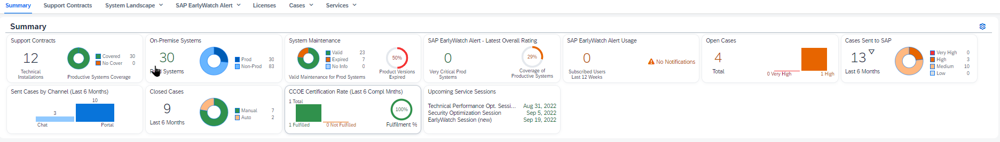 Summary Support Contracts System Landscape SAP EarlyWatch Alert Licenses Cases Services
Summary
Support Contracts
12
Technical
Installations
Covered 30
No Cover 0
Productive Systems Coverage
On-Premise Systems
30
Systems
Prod 30
Non-Prod 83
System Maintenance
Valid 23
Expired 7
No Info 0
Valid Maintenance for Prod Systems
50%
Product Versions
Expired
SAP EarlyWatch Alert - Latest Overall Rating
0
Very Critical Prod
Systems
29%
Coverage of
Productive Systems
SAP EarlyWatch Alert Usage
0
Subscribed Users
Last 12 Weeks
No Notifications
Open Cases
4
Total
0 Very High
1 High
Cases Sent to SAP
13
Last 6 Months
Very High 0
High 3
Medium 10
Low 0
Sent Cases by Channel (Last 6 Months)
3
10
Chat
Portal
Closed Cases
9
Last 6 Months
Manual 7
Auto 2
CCOE Certification Rate (Last 6 Compl Mnths)
1 Total
1 Fulfilled
0 Not Fulfilled
100%
Fulfilment %
Upcoming Service Sessions
Technical Performance Opt. Sessi... Aug 31, 2022
Security Optimization Session Sep 5, 2022
EarlyWatch Session (new) Sep 19, 2022